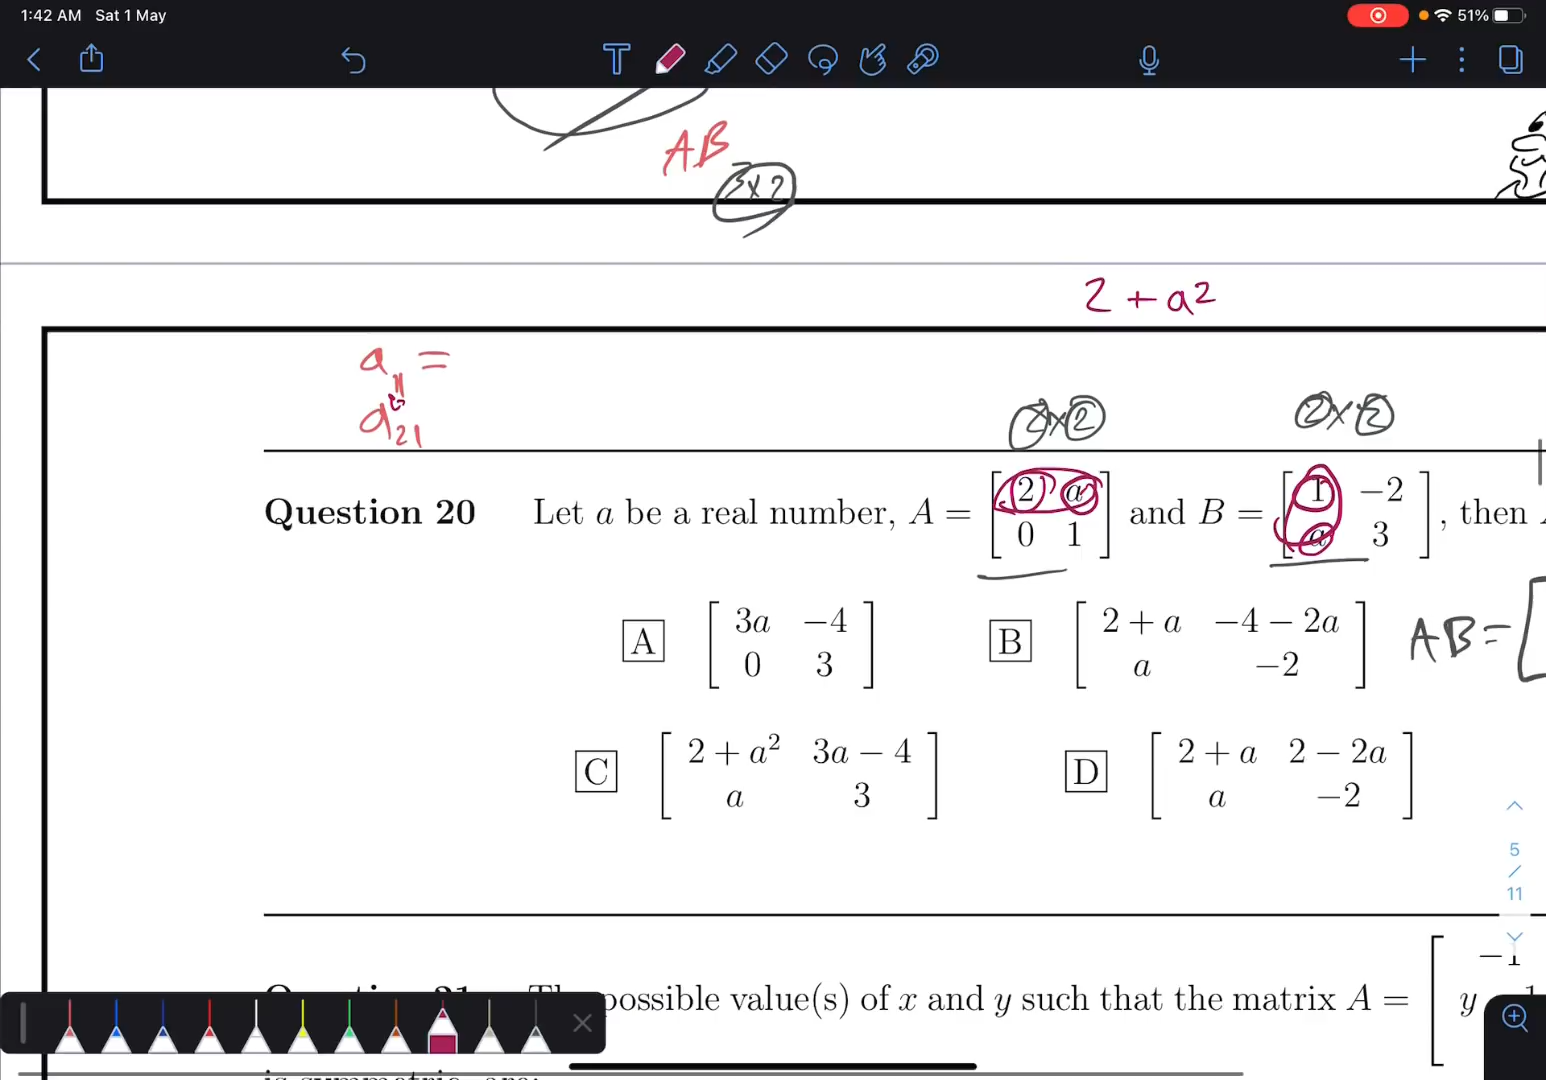 1:42 AM Sat 1 May
51%
AB
3x2
2 + a²
a₁₁ =
a₂₁
2x2 2x2
Question 20 Let a be a real number, A = [ 2 a ; 0 1 ] and B = [ 1 −2 ; a 3 ], then
A [ 3a −4 ; 0 3 ] B [ 2 + a −4 − 2a ; a −2 ] AB = [
C [ 2 + a² 3a − 4 ; a 3 ] D [ 2 + a 2 − 2a ; a −2 ]
5
/
11
−1
possible value(s) of x and y such that the matrix A = [ y